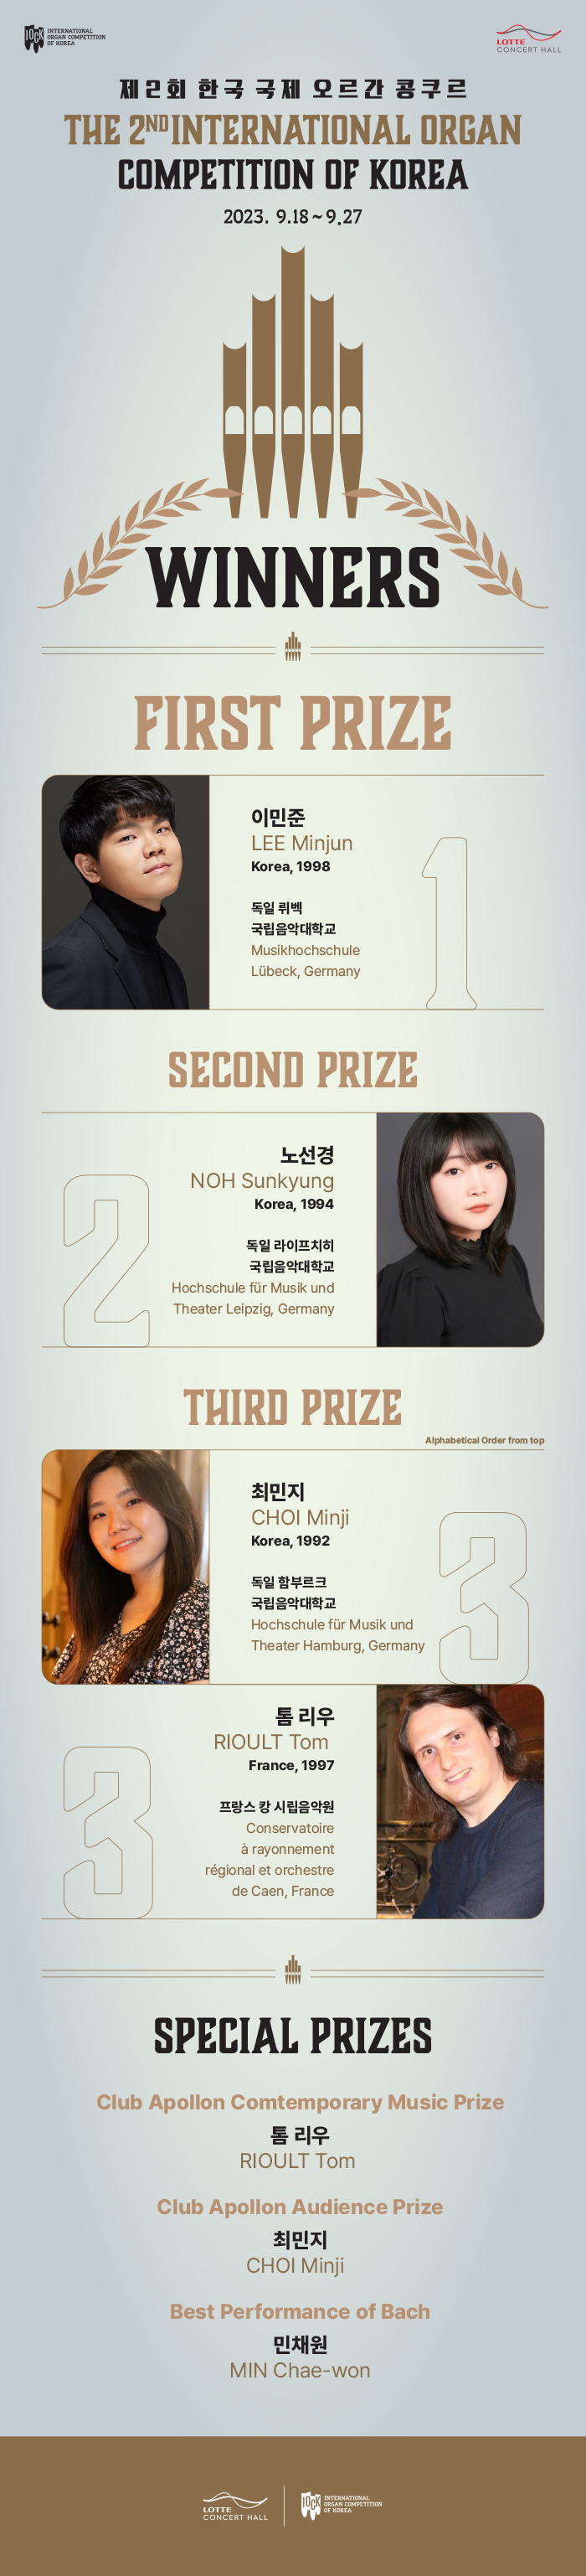 IOCK INTERNATIONAL
ORGAN COMPETITION
OF KOREA
LOTTE
CONCERT HALL
제2회 한국 국제 오르간 콩쿠르
THE 2ND INTERNATIONAL ORGAN
COMPETITION OF KOREA
2023. 9.18~9.27
WINNERS
FIRST PRIZE
이민준
LEE Minjun
Korea, 1998
독일 뤼벡
국립음악대학교
Musikhochschule
Lübeck, Germany
1
SECOND PRIZE
노선경
NOH Sunkyung
Korea, 1994
독일 라이프치히
국립음악대학교
Hochschule für Musik und
Theater Leipzig, Germany
2
THIRD PRIZE
Alphabetical Order from top
최민지
CHOI Minji
Korea, 1992
독일 함부르크
국립음악대학교
Hochschule für Musik und
Theater Hamburg, Germany
3
톰 리우
RIOULT Tom
France, 1997
프랑스 캉 시립음악원
Conservatoire
à rayonnement
régional et orchestre
de Caen, France
3
SPECIAL PRIZES
Club Apollon Comtemporary Music Prize
톰 리우
RIOULT Tom
Club Apollon Audience Prize
최민지
CHOI Minji
Best Performance of Bach
민채원
MIN Chae-won
LOTTE
CONCERT HALL
IOCK INTERNATIONAL
ORGAN COMPETITION
OF KOREA